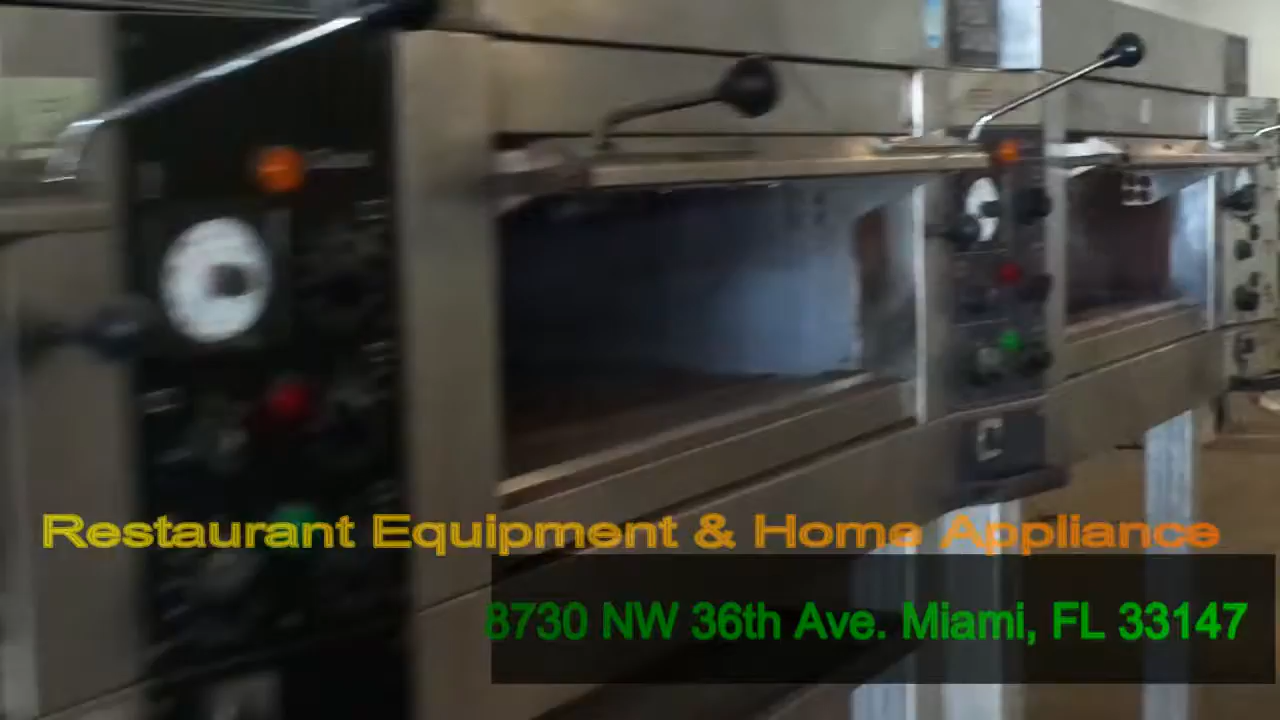 Restaurant Equipment & Home Appliance
8730 NW 36th Ave. Miami, FL 33147